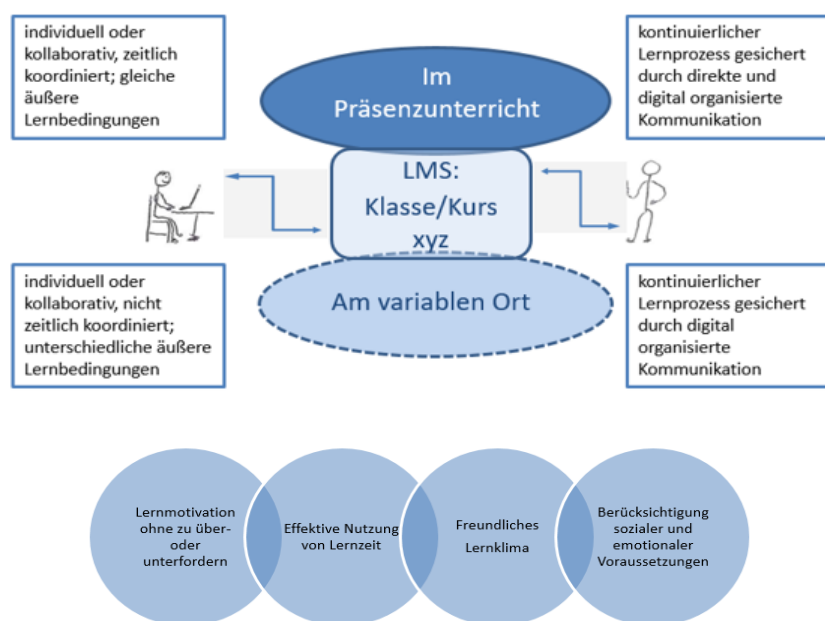 individuell oder
kollaborativ, zeitlich
koordiniert; gleiche
äußere
Lernbedingungen
Im
Präsenzunterricht
kontinuierlicher
Lernprozess gesichert
durch direkte und
digital organisierte
Kommunikation
LMS:
Klasse/Kurs
xyz
individuell oder
kollaborativ, nicht
zeitlich koordiniert;
unterschiedliche äußere
Lernbedingungen
Am variablen Ort
kontinuierlicher
Lernprozess gesichert
durch digital
organisierte
Kommunikation
Lernmotivation
ohne zu über-
oder
unterfordern
Effektive Nutzung
von Lernzeit
Freundliches
Lernklima
Berücksichtigung
sozialer und
emotionaler
Voraussetzungen